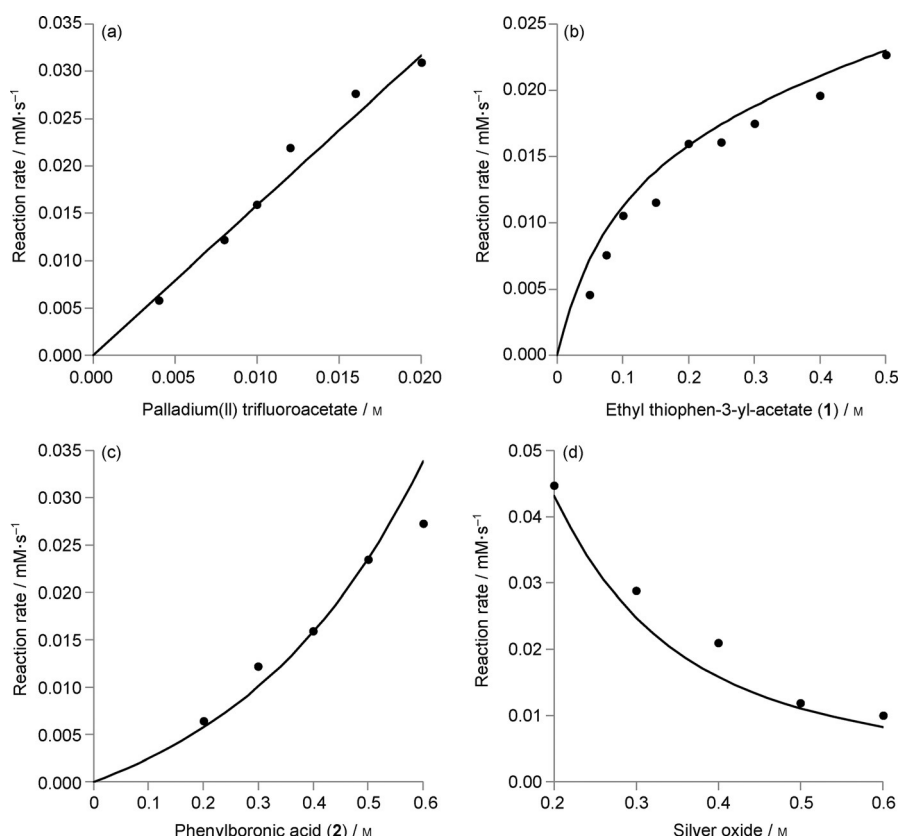 (a)
Reaction rate / mM·s⁻¹
0.035
0.030
0.025
0.020
0.015
0.010
0.005
0.000
0.000 0.005 0.010 0.015 0.020
Palladium(II) trifluoroacetate / M
(b)
Reaction rate / mM·s⁻¹
0.025
0.020
0.015
0.010
0.005
0.000
0 0.1 0.2 0.3 0.4 0.5
Ethyl thiophen-3-yl-acetate (1) / M
(c)
Reaction rate / mM·s⁻¹
0.035
0.030
0.025
0.020
0.015
0.010
0.005
0.000
0 0.1 0.2 0.3 0.4 0.5 0.6
Phenylboronic acid (2) / M
(d)
Reaction rate / mM·s⁻¹
0.05
0.04
0.03
0.02
0.01
0.00
0.2 0.3 0.4 0.5 0.6
Silver oxide / M